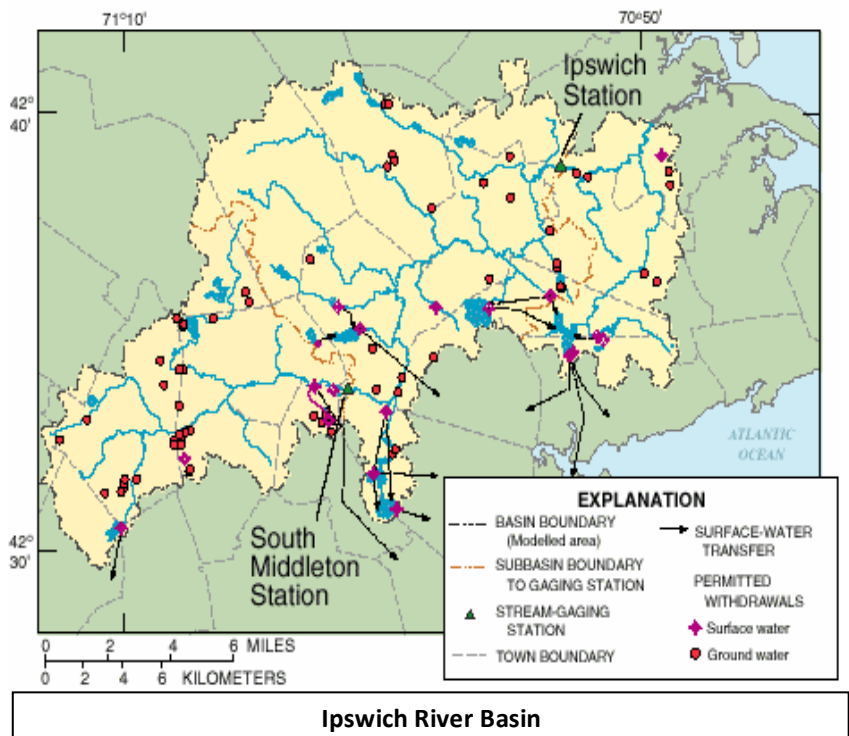 71°10'
70°50'
42°
40'
Ipswich
Station
ATLANTIC
OCEAN
South
Middleton
Station
42°
30'
EXPLANATION
BASIN BOUNDARY
(Modelled area)
SUBBASIN BOUNDARY
TO GAGING STATION
STREAM-GAGING
STATION
TOWN BOUNDARY
SURFACE-WATER
TRANSFER
PERMITTED
WITHDRAWALS
Surface water
Ground water
0 2 4 6 MILES
0 2 4 6 KILOMETERS
Ipswich River Basin